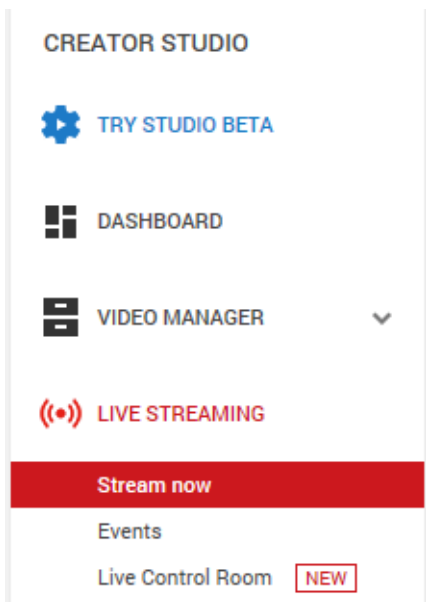 CREATOR STUDIO
TRY STUDIO BETA
DASHBOARD
VIDEO MANAGER
LIVE STREAMING
Stream now
Events
Live Control Room NEW